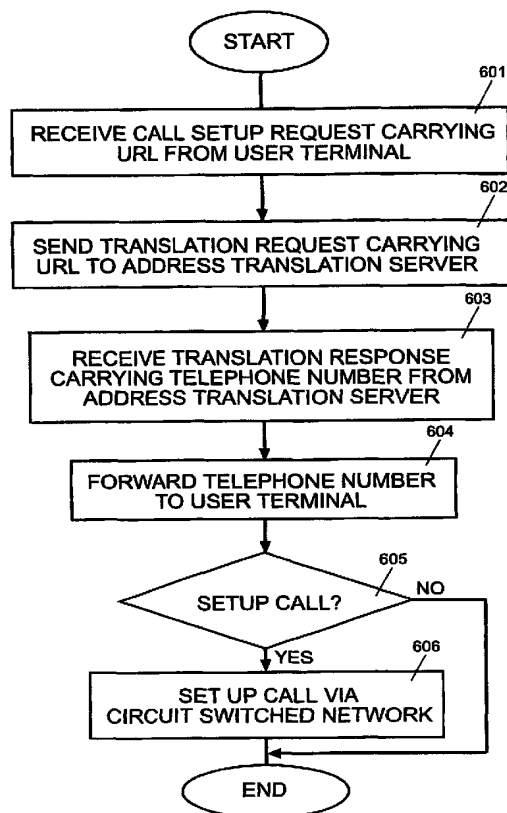 START
601
RECEIVE CALL SETUP REQUEST CARRYING
URL FROM USER TERMINAL
602
SEND TRANSLATION REQUEST CARRYING
URL TO ADDRESS TRANSLATION SERVER
603
RECEIVE TRANSLATION RESPONSE
CARRYING TELEPHONE NUMBER FROM
ADDRESS TRANSLATION SERVER
604
FORWARD TELEPHONE NUMBER
TO USER TERMINAL
605
SETUP CALL?
NO
YES
606
SET UP CALL VIA
CIRCUIT SWITCHED NETWORK
END